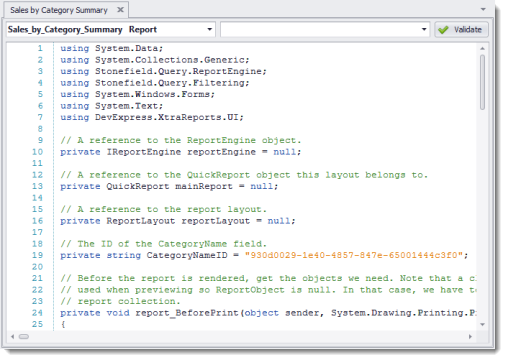 Sales by Category Summary
Sales_by_Category_Summary Report Validate
1 using System.Data;
2 using System.Collections.Generic;
3 using Stonefield.Query.ReportEngine;
4 using Stonefield.Query.Filtering;
5 using System.Windows.Forms;
6 using System.Text;
7 using DevExpress.XtraReports.UI;
8
9 // A reference to the ReportEngine object.
10 private IReportEngine reportEngine = null;
11
12 // A reference to the QuickReport object this layout belongs to.
13 private QuickReport mainReport = null;
14
15 // A reference to the report layout.
16 private ReportLayout reportLayout = null;
17
18 // The ID of the CategoryName field.
19 private string CategoryNameID = "930d0029-1e40-4857-847e-65001444c3f0";
20
21 // Before the report is rendered, get the objects we need. Note that a c
22 // used when previewing so ReportObject is null. In that case, we have t
23 // report collection.
24 private void report_BeforePrint(object sender, System.Drawing.Printing.P
25 {